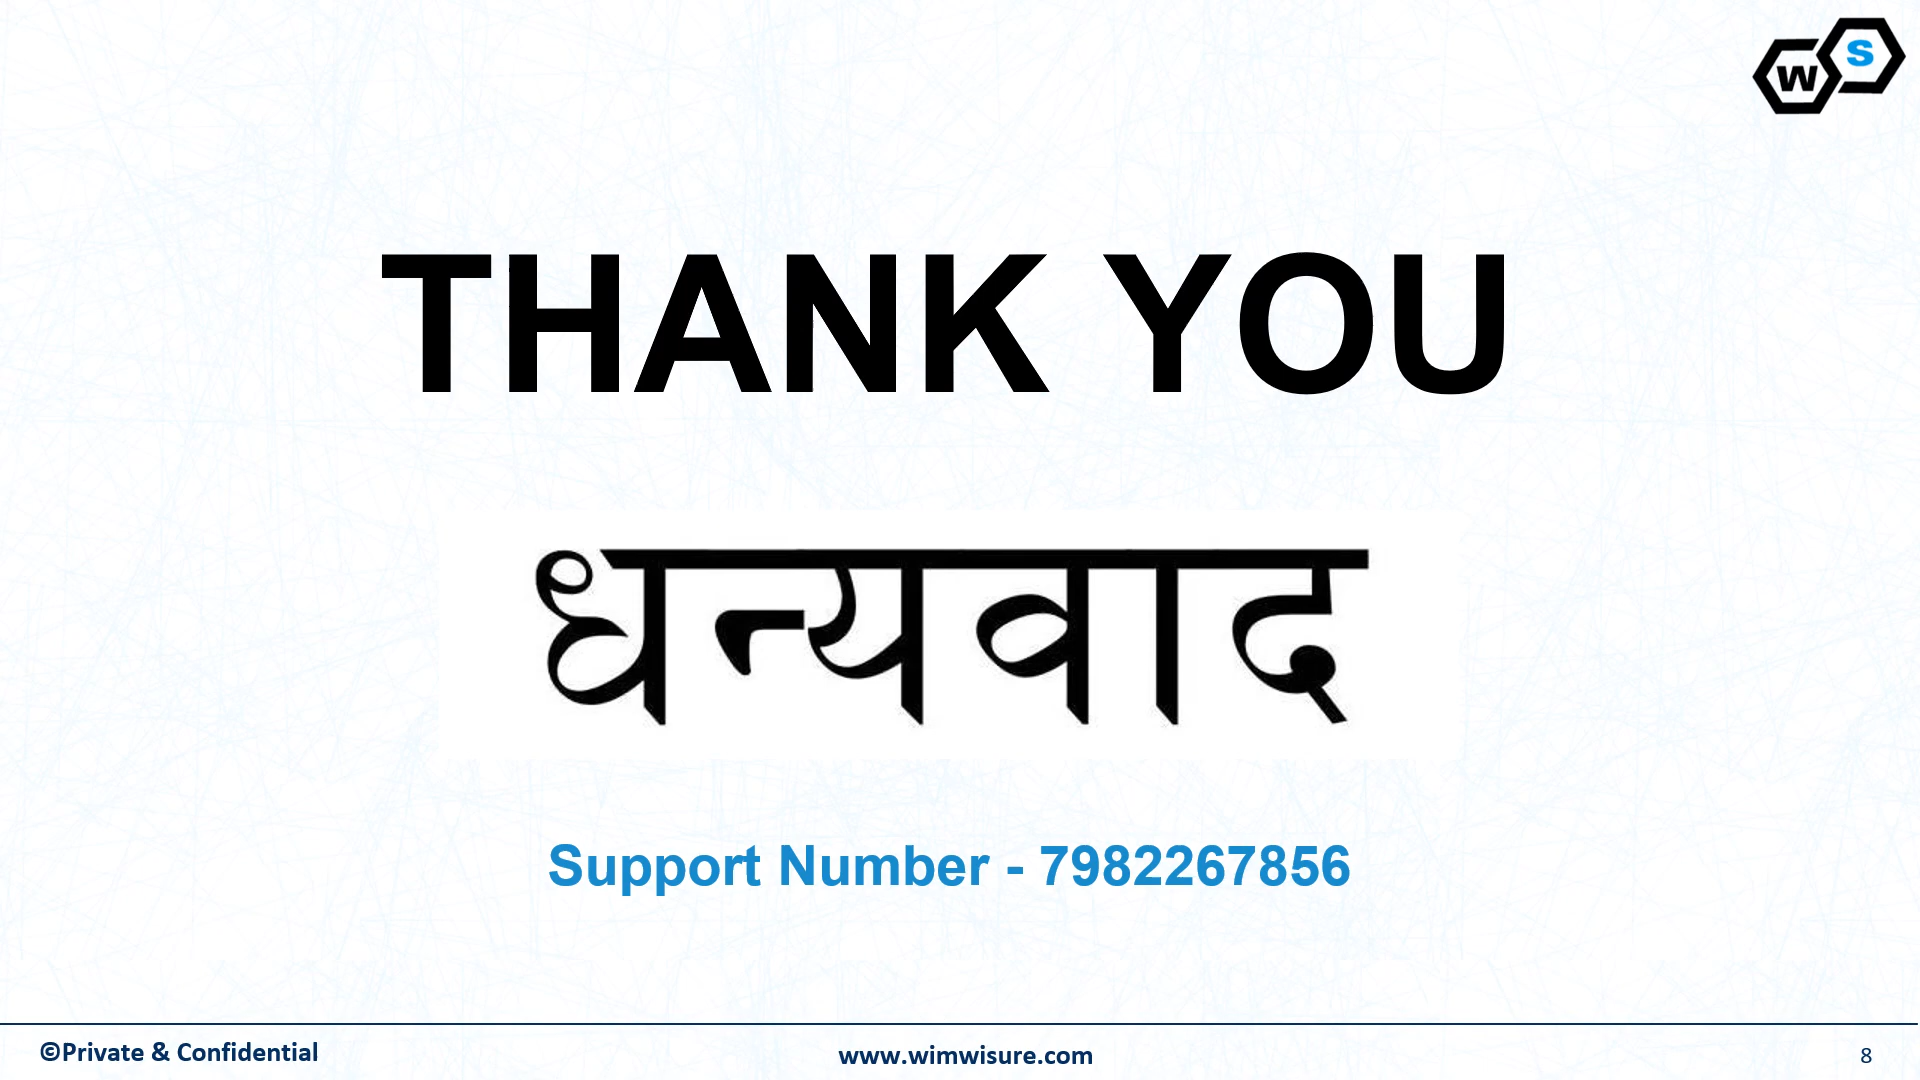 W S
THANK YOU
धन्यवाद
Support Number - 7982267856
©Private & Confidential
www.wimwisure.com
8